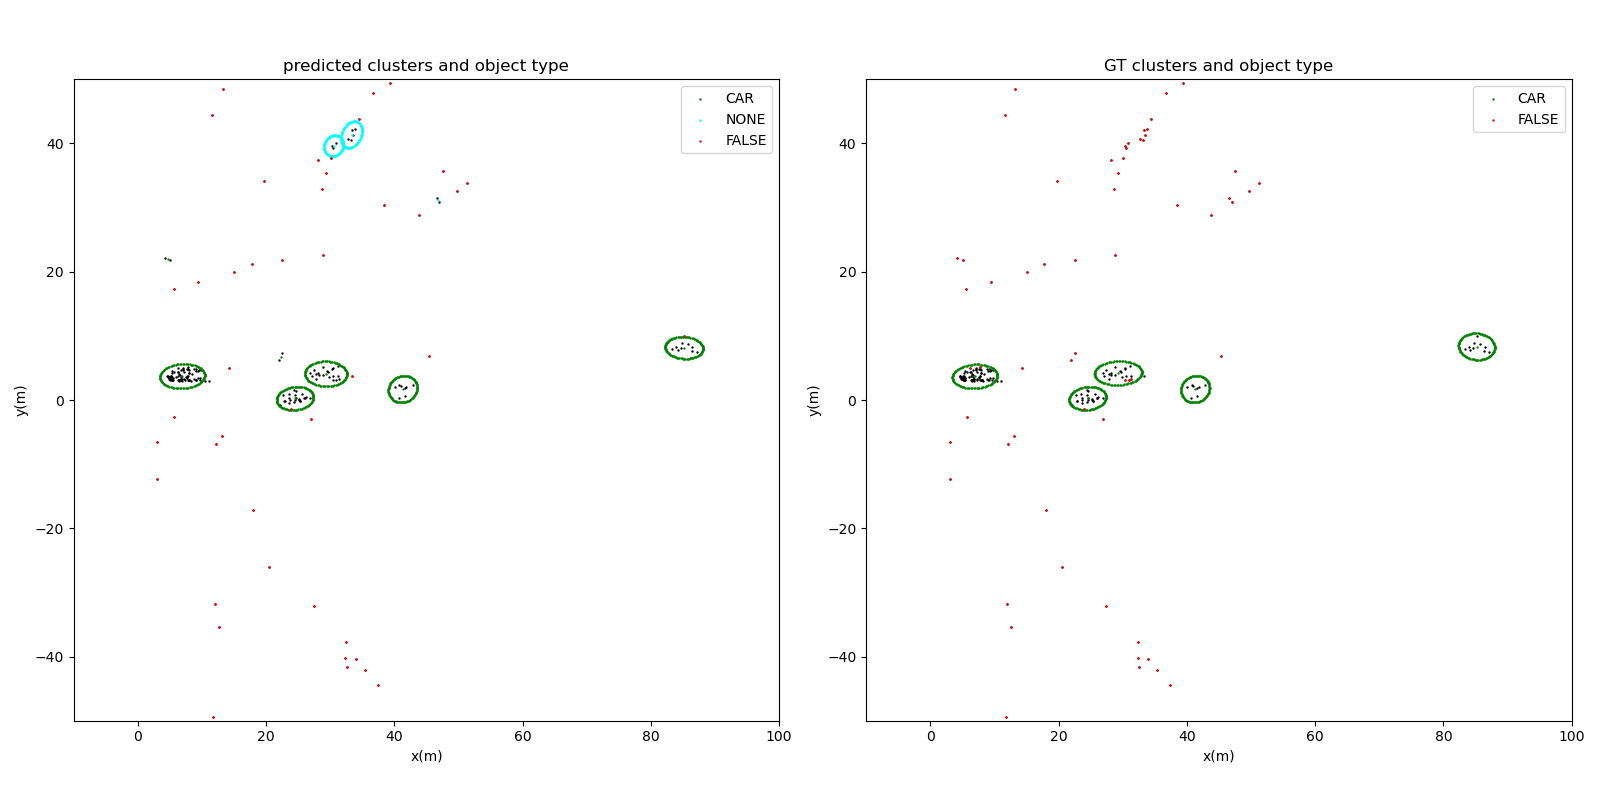 predicted clusters and object type
CAR
NONE
FALSE
40
20
0
−20
−40
y(m)
0 20 40 60 80 100
x(m)
GT clusters and object type
CAR
FALSE
40
20
0
−20
−40
y(m)
0 20 40 60 80 100
x(m)